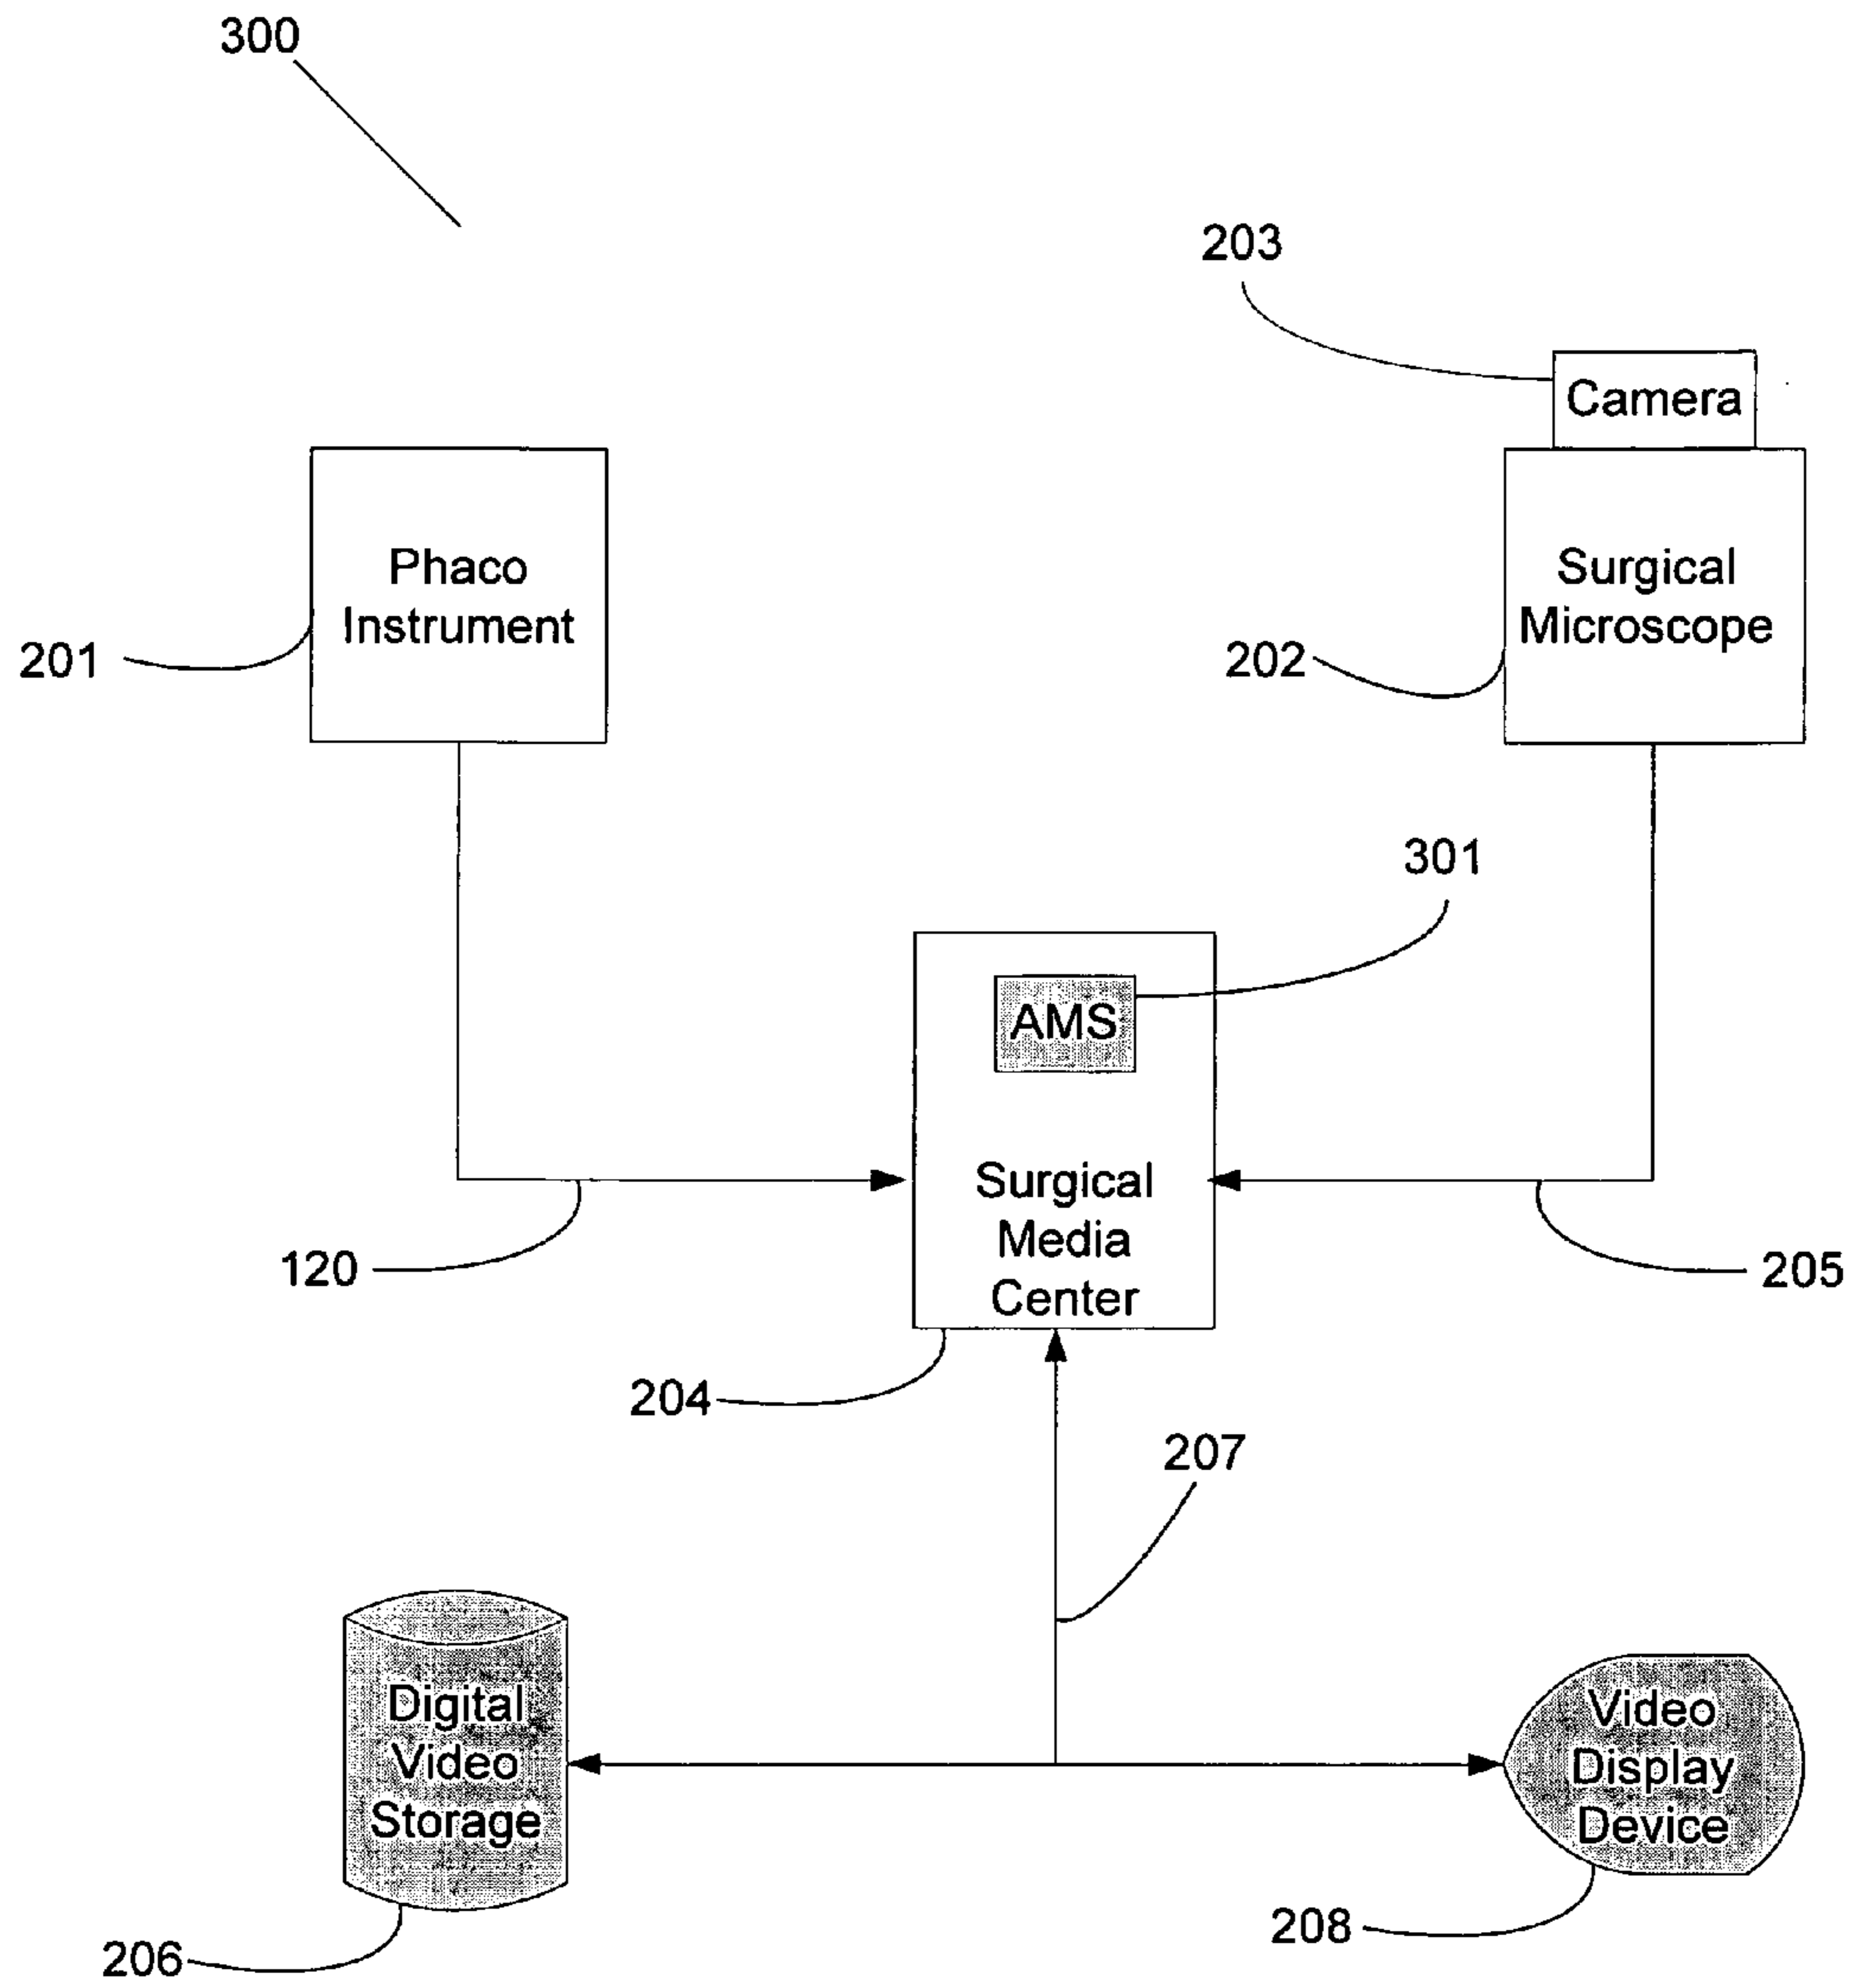 300
203
Camera
Phaco
Instrument
Surgical
Microscope
201
202
301
AMS
Surgical
Media
Center
120
205
204
207
Digital
Video
Storage
Video
Display
Device
206
208